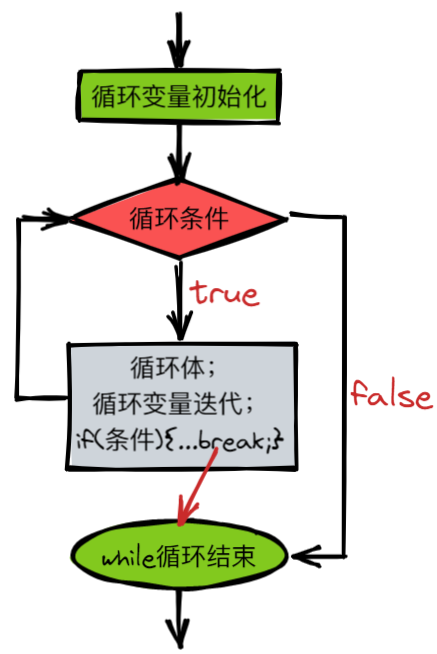 循环变量初始化
循环条件
true
false
循环体;
循环变量迭代;
if(条件){...break;}
while循环结束